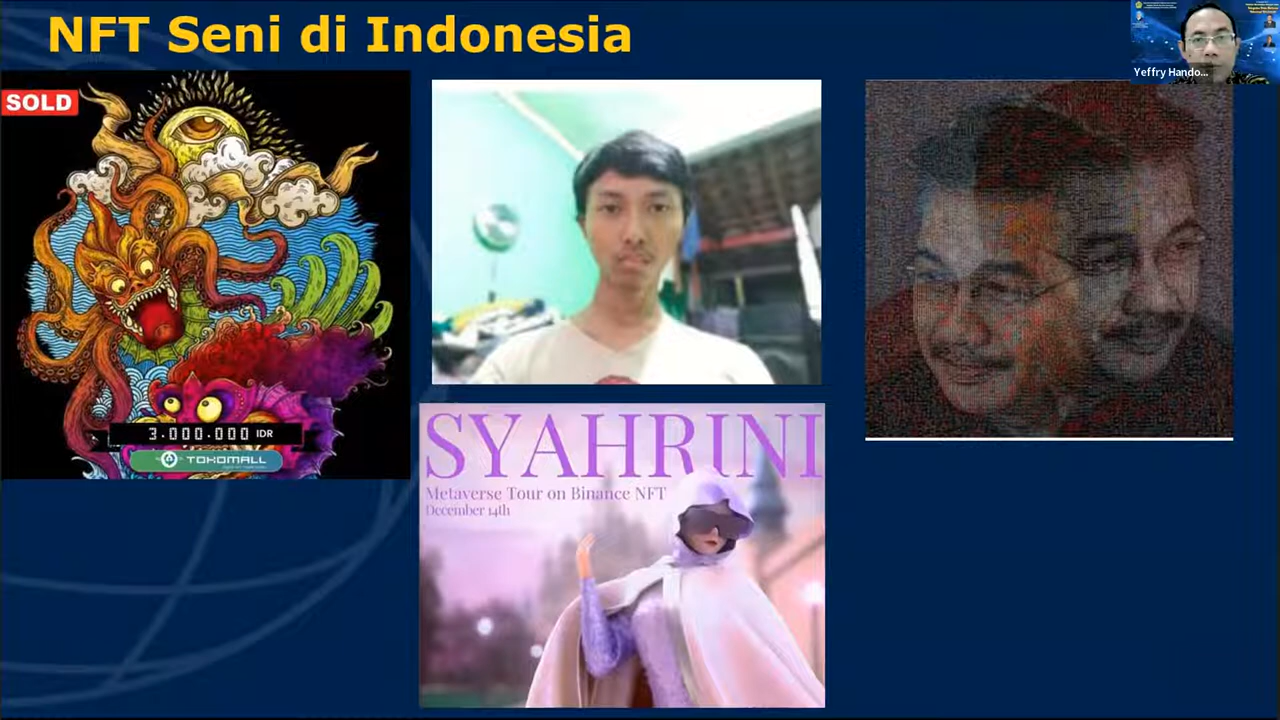 NFT Seni di Indonesia
Yeffry Hando...
SOLD
3.000.000 IDR
TOKOMALL
SYAHRINI
Metaverse Tour on Binance NFT
December 14th